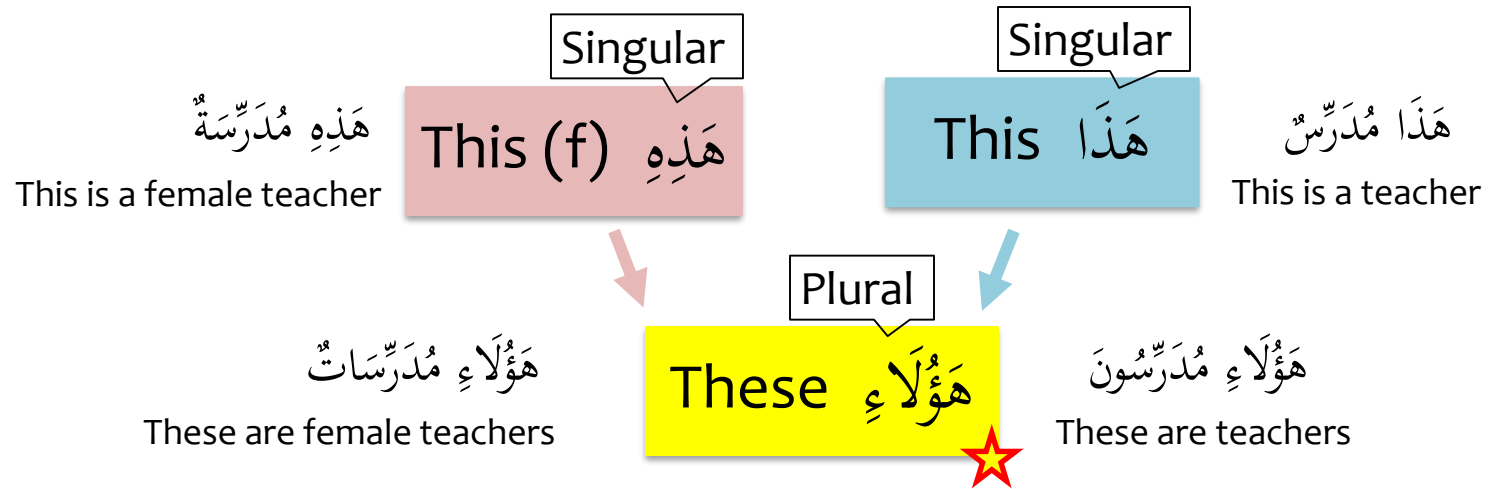 Singular
Singular
هَذِهِ مُدَرِّسَةٌ
This is a female teacher
This (f) هَذِهِ
This هَذَا
هَذَا مُدَرِّسٌ
This is a teacher
Plural
هَؤُلَاءِ مُدَرِّسَاتٌ
These are female teachers
These هَؤُلَاءِ
هَؤُلَاءِ مُدَرِّسُونَ
These are teachers